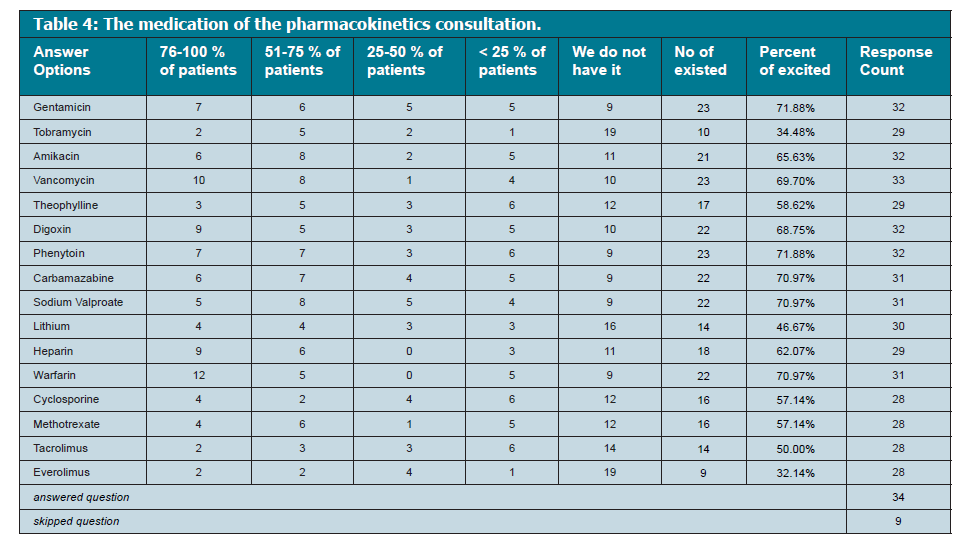 Table 4: The medication of the pharmacokinetics consultation.
Answer Options 76-100 % of patients 51-75 % of patients 25-50 % of patients < 25 % of patients We do not have it No of existed Percent of excited Response Count
Gentamicin 7 6 5 5 9 23 71.88% 32
Tobramycin 2 5 2 1 19 10 34.48% 29
Amikacin 6 8 2 5 11 21 65.63% 32
Vancomycin 10 8 1 4 10 23 69.70% 33
Theophylline 3 5 3 6 12 17 58.62% 29
Digoxin 9 5 3 5 10 22 68.75% 32
Phenytoin 7 7 3 6 9 23 71.88% 32
Carbamazabine 6 7 4 5 9 22 70.97% 31
Sodium Valproate 5 8 5 4 9 22 70.97% 31
Lithium 4 4 3 3 16 14 46.67% 30
Heparin 9 6 0 3 11 18 62.07% 29
Warfarin 12 5 0 5 9 22 70.97% 31
Cyclosporine 4 2 4 6 12 16 57.14% 28
Methotrexate 4 6 1 5 12 16 57.14% 28
Tacrolimus 2 3 3 6 14 14 50.00% 28
Everolimus 2 2 4 1 19 9 32.14% 28
answered question 34
skipped question 9